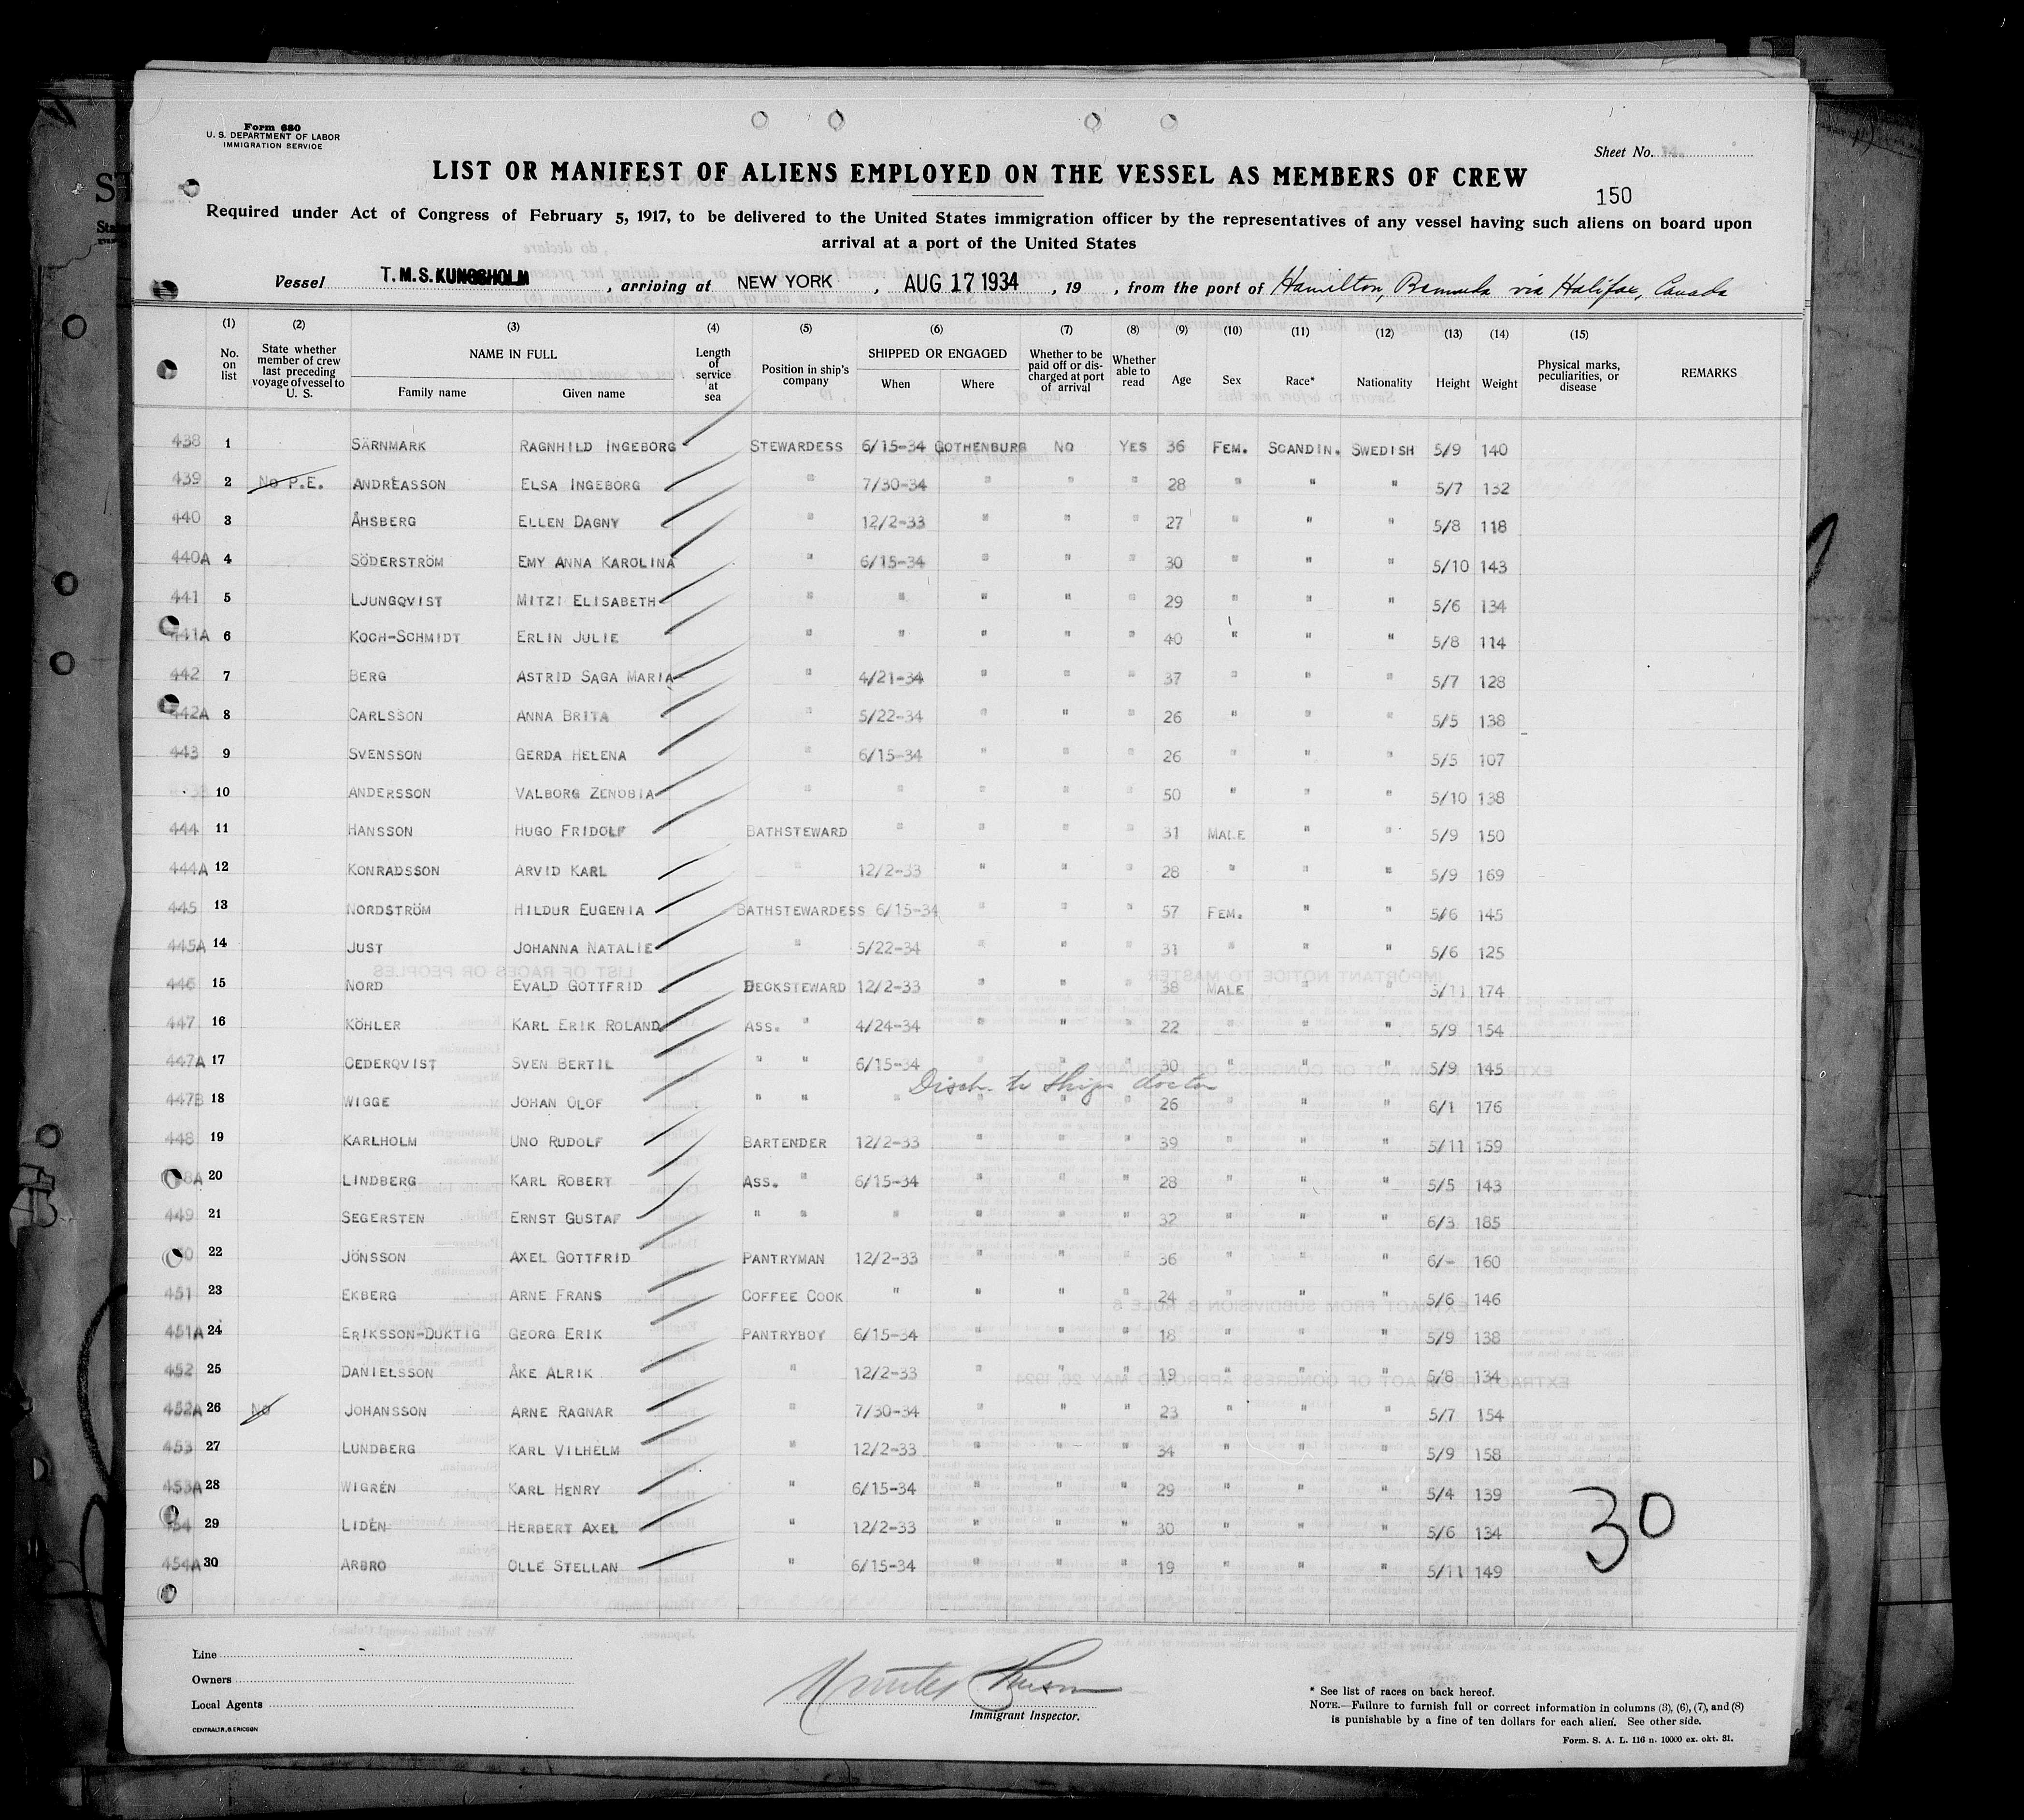 Form 680
U. S. DEPARTMENT OF LABOR
IMMIGRATION SERVICE
Sheet No. 14.
LIST OR MANIFEST OF ALIENS EMPLOYED ON THE VESSEL AS MEMBERS OF CREW
150
Required under Act of Congress of February 5, 1917, to be delivered to the United States immigration officer by the representatives of any vessel having such aliens on board upon
arrival at a port of the United States
Vessel T.M.S. KUNGSHOLM , arriving at NEW YORK , AUG 17 1934 , 19 , from the port of Hamilton, Bermuda via Halifax, Canada
(1) (2) (3) (4) (5) (6) (7) (8) (9) (10) (11) (12) (13) (14) (15)
No. on list State whether member of crew last preceding voyage of vessel to U. S. NAME IN FULL Family name Given name Length of service at sea Position in ship's company SHIPPED OR ENGAGED When Where Whether to be paid off or discharged at port of arrival Whether able to read Age Sex Race* Nationality Height Weight Physical marks, peculiarities, or disease REMARKS
438 1 SÄRNMARK RAGNHILD INGEBORG STEWARDESS 6/15-34 GOTHENBURG NO YES 36 FEM. SCANDIN. SWEDISH 5/9 140
439 2 NO P.E. ANDRÉASSON ELSA INGEBORG " 7/30-34 " " " 28 " " " 5/7 132
440 3 ÅHSBERG ELLEN DAGNY " 12/2-33 " " " 27 " " " 5/8 118
440A 4 SÖDERSTRÖM EMY ANNA KAROLINA " 6/15-34 " " " 30 " " " 5/10 143
441 5 LJUNGQVIST MITZI ELISABETH " " " " " 29 " " " 5/6 134
441A 6 KOCH-SCHMIDT ERLIN JULIE " " " " " 40 " " " 5/8 114
442 7 BERG ASTRID SAGA MARIA " 4/21-34 " " " 37 " " " 5/7 128
442A 8 CARLSSON ANNA BRITA " 5/22-34 " " " 26 " " " 5/5 138
443 9 SVENSSON GERDA HELENA " 6/15-34 " " " 26 " " " 5/5 107
10 ANDERSSON VALBORG ZENOBIA " " " " " 50 " " " 5/10 138
444 11 HANSSON HUGO FRIDOLF BATHSTEWARD " " " " 31 MALE " " 5/9 150
444A 12 KONRADSSON ARVID KARL " 12/2-33 " " " 28 " " " 5/9 169
445 13 NORDSTRÖM HILDUR EUGENIA BATHSTEWARDESS 6/15-34 " " " 57 FEM. " " 5/6 145
445A 14 JUST JOHANNA NATALIE " 5/22-34 " " " 31 " " " 5/6 125
446 15 NORD EVALD GOTTFRID DECKSTEWARD 12/2-33 " " " 38 MALE " " 5/11 174
447 16 KÖHLER KARL ERIK ROLAND ASS. " 4/24-34 " " " 22 " " " 5/9 154
447A 17 CEDERQVIST SVEN BERTIL " " 6/15-34 " " " 30 " " " 5/9 145
Disch. to Ships doctor
447B 18 WIGGE JOHAN OLOF " " " " " " 26 " " " 6/1 176
448 19 KARLHOLM UNO RUDOLF BARTENDER 12/2-33 " " " 39 " " " 5/11 159
8A 20 LINDBERG KARL ROBERT ASS. " 6/15-34 " " " 28 " " " 5/5 143
449 21 SEGERSTEN ERNST GUSTAF " " " " " " 32 " " " 6/3 185
0 22 JÖNSSON AXEL GOTTFRID PANTRYMAN 12/2-33 " " " 36 " " " 6/- 160
451 23 EKBERG ARNE FRANS COFFEE COOK " " " " 24 " " " 5/6 146
451A 24 ERIKSSON-DUKTIG GEORG ERIK PANTRYBOY 6/15-34 " " " 18 " " " 5/9 138
452 25 DANIELSSON ÅKE ALRIK " 12/2-33 " " " 19 " " " 5/8 134
452A 26 NO JOHANSSON ARNE RAGNAR " 7/30-34 " " " 23 " " " 5/7 154
453 27 LUNDBERG KARL VILHELM " 12/2-33 " " " 34 " " " 5/9 158
453A 28 WIGRÉN KARL HENRY " 6/15-34 " " " 29 " " " 5/4 139
454 29 LIDÉN HERBERT AXEL " 12/2-33 " " " 30 " " " 5/6 134
454A 30 ARBRO OLLE STELLAN " 6/15-34 " " " 19 " " " 5/11 149
30
Line
Owners
Local Agents
CENTRALTR., G. ERICSON
Immigrant Inspector.
* See list of races on back hereof.
NOTE.—Failure to furnish full or correct information in columns (3), (6), (7), and (8)
is punishable by a fine of ten dollars for each alien. See other side.
Form. S. A. L. 116 n. 10000 ex. okt. 31.